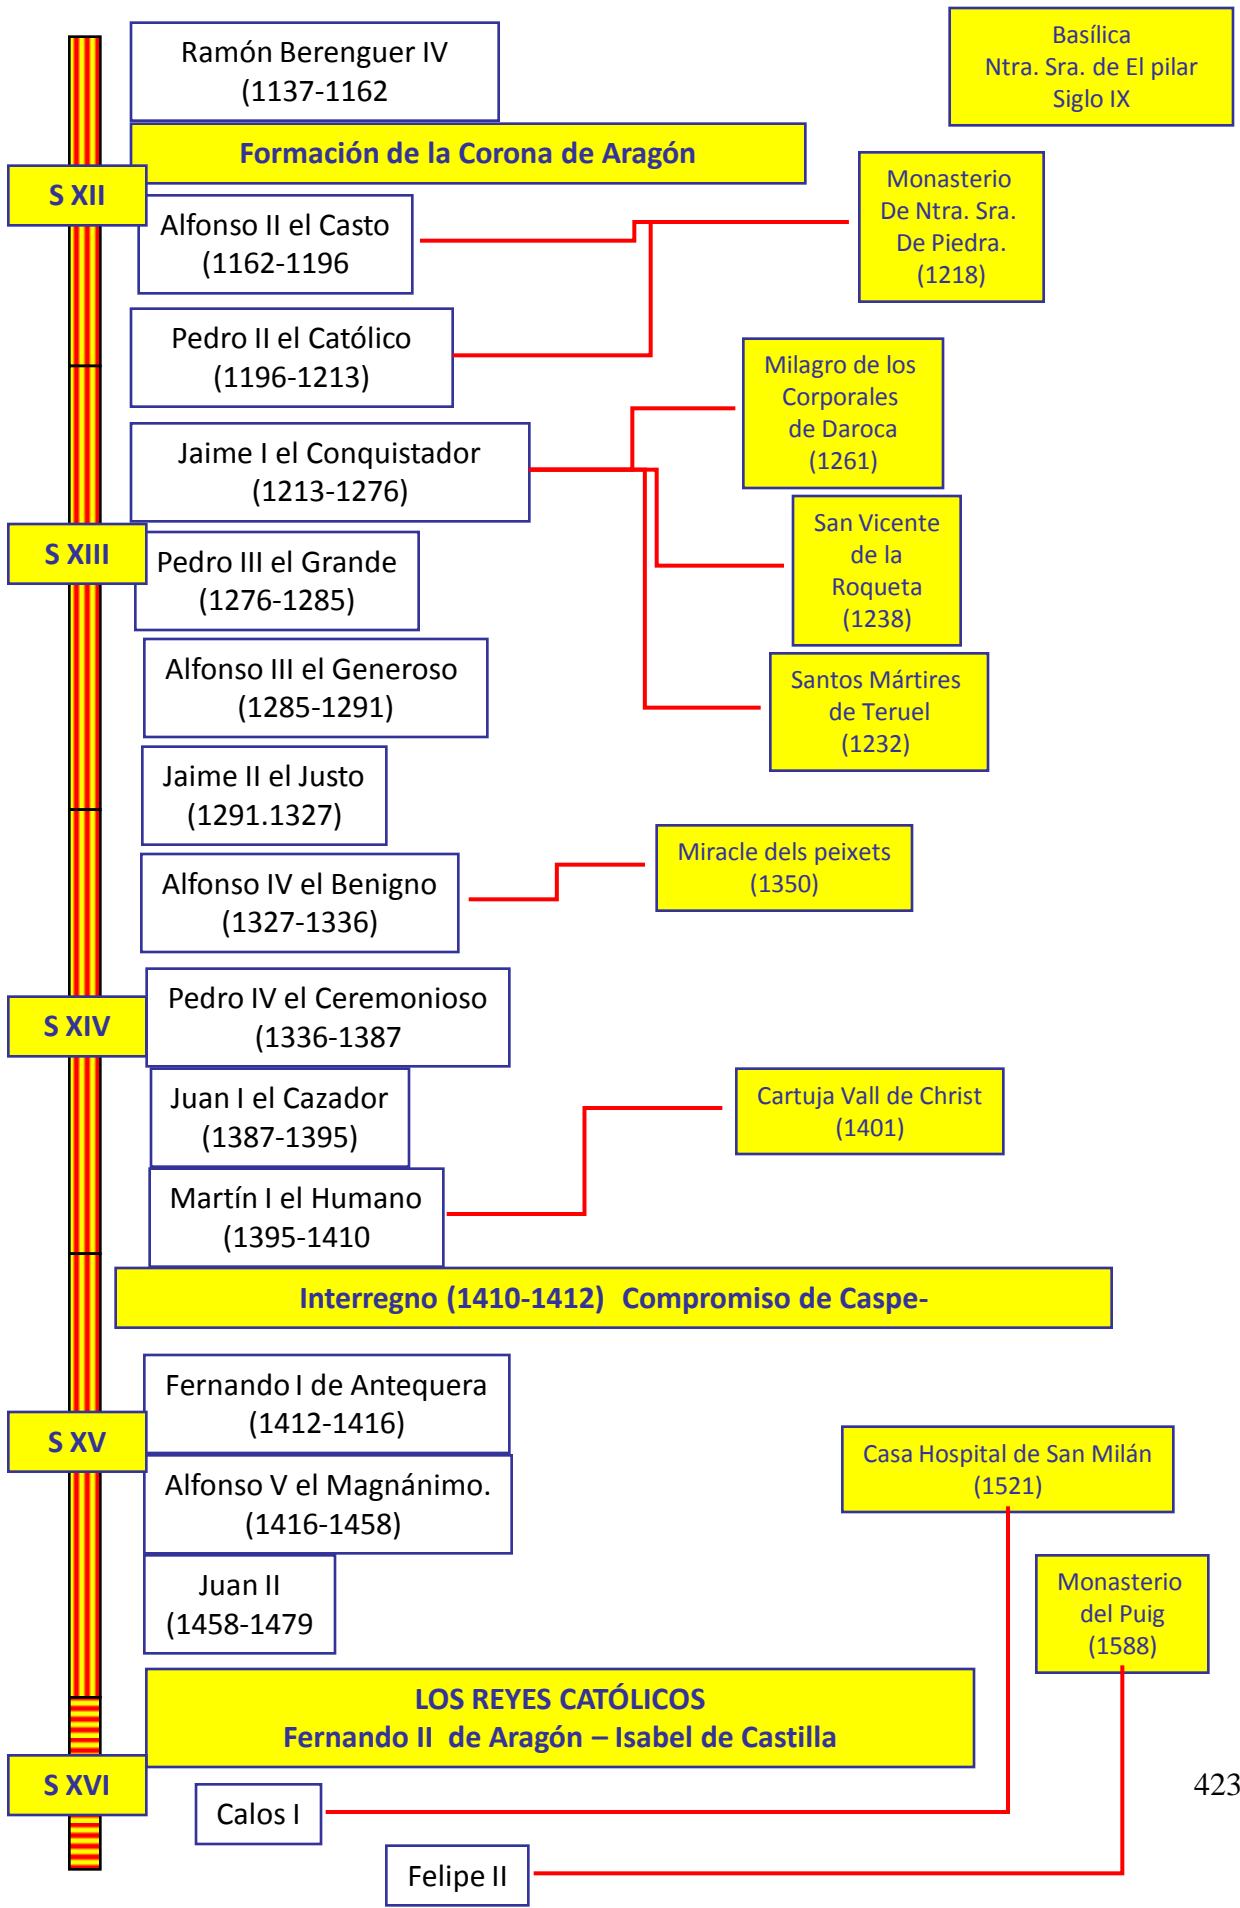 Ramón Berenguer IV
(1137-1162
Basílica
Ntra. Sra. de El pilar
Siglo IX
Formación de la Corona de Aragón
S XII
Monasterio
De Ntra. Sra.
De Piedra.
(1218)
Alfonso II el Casto
(1162-1196
Pedro II el Católico
(1196-1213)
Milagro de los
Corporales
de Daroca
(1261)
Jaime I el Conquistador
(1213-1276)
San Vicente
de la
Roqueta
(1238)
S XIII
Pedro III el Grande
(1276-1285)
Alfonso III el Generoso
(1285-1291)
Santos Mártires
de Teruel
(1232)
Jaime II el Justo
(1291.1327)
Miracle dels peixets
(1350)
Alfonso IV el Benigno
(1327-1336)
Pedro IV el Ceremonioso
(1336-1387
S XIV
Juan I el Cazador
(1387-1395)
Cartuja Vall de Christ
(1401)
Martín I el Humano
(1395-1410
Interregno (1410-1412)  Compromiso de Caspe-
Fernando I de Antequera
(1412-1416)
S XV
Casa Hospital de San Milán
(1521)
Alfonso V el Magnánimo.
(1416-1458)
Juan II
(1458-1479
Monasterio
del Puig
(1588)
LOS REYES CATÓLICOS
Fernando II  de Aragón – Isabel de Castilla
S XVI
423
Calos I
Felipe II